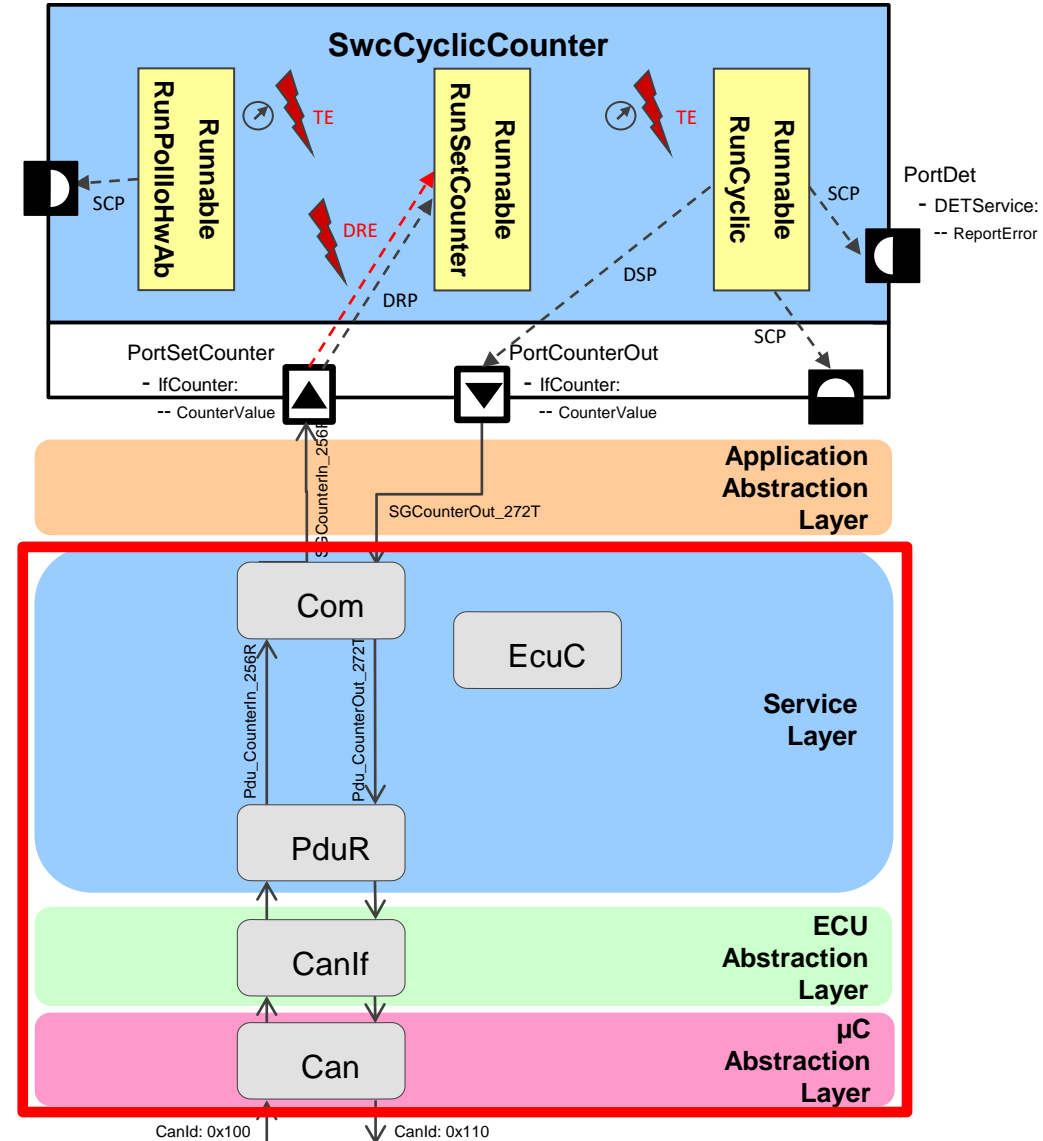 SwcCyclicCounter
Runnable
RunPollIoHwAb
TE
Runnable
RunSetCounter
TE
Runnable
RunCyclic
SCP
SCP
PortDet
- DETService:
-- ReportError
DRE
DRP
DSP
SCP
PortSetCounter
- IfCounter:
-- CounterValue
PortCounterOut
- IfCounter:
-- CounterValue
SGCounterIn_256R
SGCounterOut_272T
Application
Abstraction
Layer
Com
EcuC
Pdu_CounterIn_256R
Pdu_CounterOut_272T
Service
Layer
PduR
CanIf
ECU
Abstraction
Layer
Can
µC
Abstraction
Layer
CanId: 0x100
CanId: 0x110